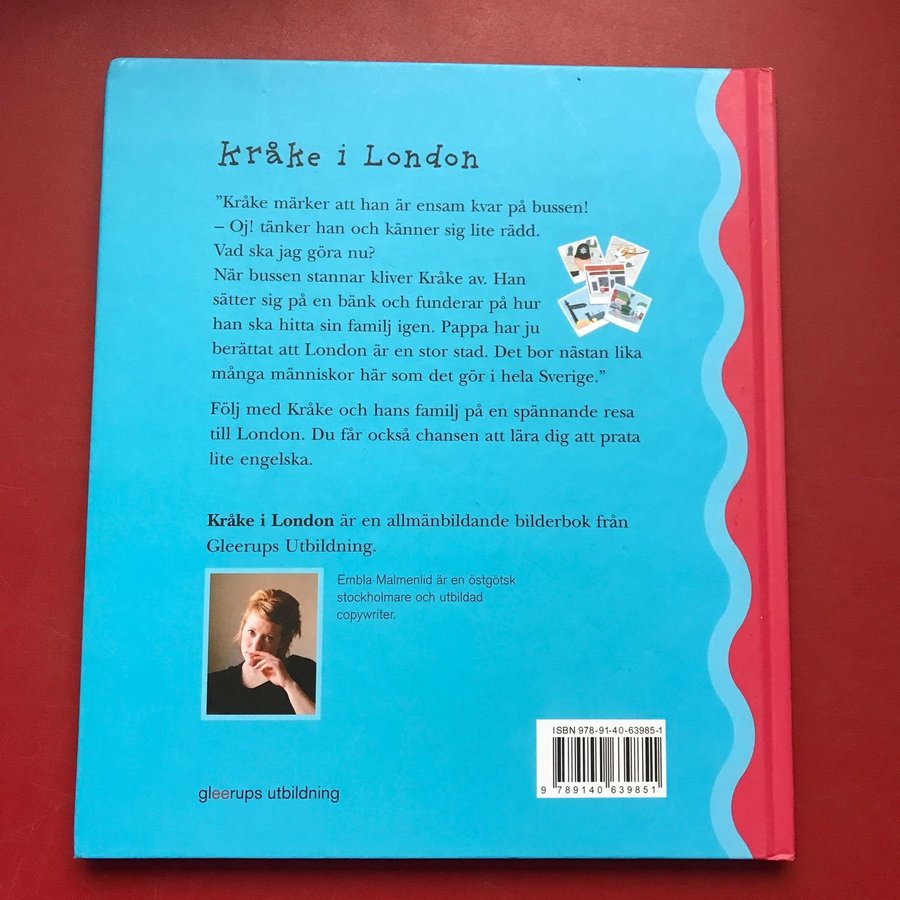 Kråke i London
”Kråke märker att han är ensam kvar på bussen!
– Oj! tänker han och känner sig lite rädd.
Vad ska jag göra nu?
När bussen stannar kliver Kråke av. Han
sätter sig på en bänk och funderar på hur
han ska hitta sin familj igen. Pappa har ju
berättat att London är en stor stad. Det bor nästan lika
många människor här som det gör i hela Sverige.”
Följ med Kråke och hans familj på en spännande resa
till London. Du får också chansen att lära dig att prata
lite engelska.
Kråke i London är en allmänbildande bilderbok från
Gleerups Utbildning.
Embla Malmenlid är en östgötsk
stockholmare och utbildad
copywriter.
ISBN 978-91-40-63985-1
9 789140 639851
gleerups utbildning